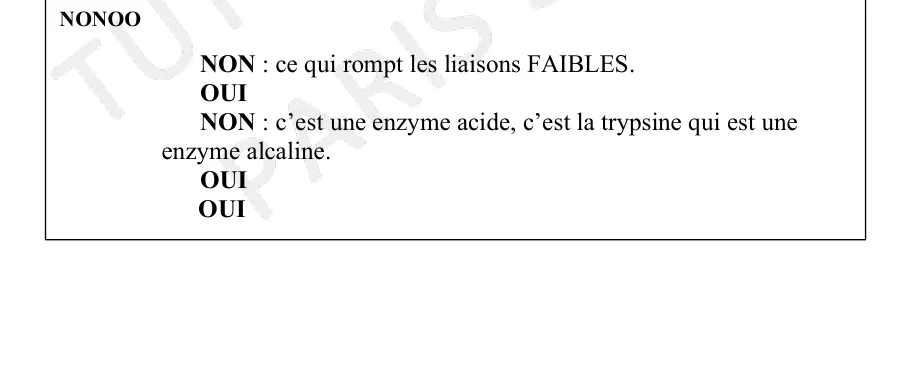 NONOO
NON : ce qui rompt les liaisons FAIBLES.
OUI
NON : c’est une enzyme acide, c’est la trypsine qui est une
enzyme alcaline.
OUI
OUI
PARIS